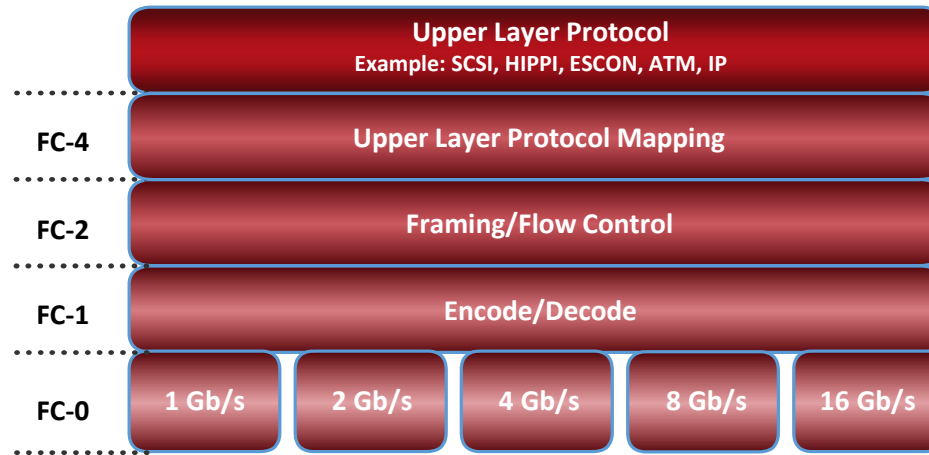 Upper Layer Protocol
Example: SCSI, HIPPI, ESCON, ATM, IP
FC-4
Upper Layer Protocol Mapping
FC-2
Framing/Flow Control
FC-1
Encode/Decode
FC-0
1 Gb/s
2 Gb/s
4 Gb/s
8 Gb/s
16 Gb/s